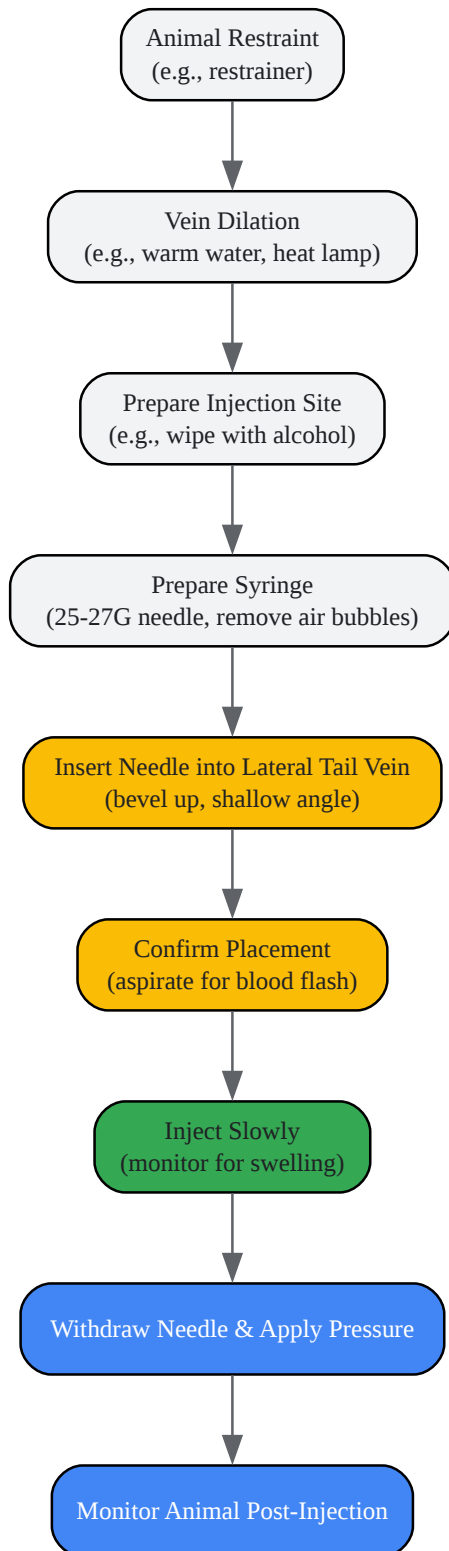 Animal Restraint
(e.g., restrainer)
Vein Dilation
(e.g., warm water, heat lamp)
Prepare Injection Site
(e.g., wipe with alcohol)
Prepare Syringe
(25-27G needle, remove air bubbles)
Insert Needle into Lateral Tail Vein
(bevel up, shallow angle)
Confirm Placement
(aspirate for blood flash)
Inject Slowly
(monitor for swelling)
Withdraw Needle & Apply Pressure
Monitor Animal Post-Injection